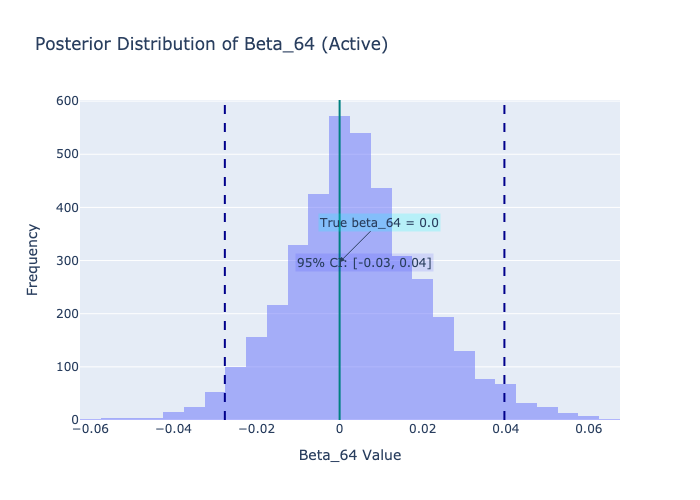 Posterior Distribution of Beta_64 (Active)
600
500
400
300
200
100
0
Frequency
True beta_64 = 0.0
95% CI: [-0.03, 0.04]
−0.06
−0.04
−0.02
0
0.02
0.04
0.06
Beta_64 Value